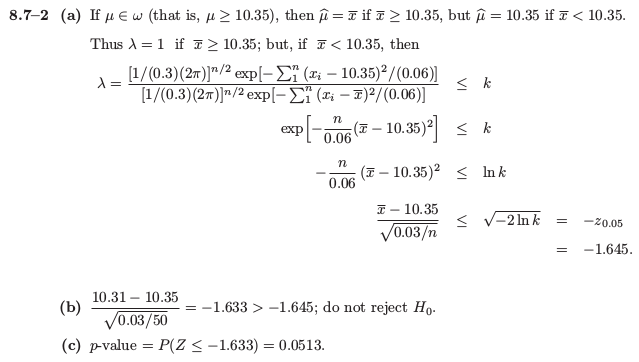 8.7–2 (a) If μ ∈ ω (that is, μ ≥ 10.35), then μ̂ = x̄ if x̄ ≥ 10.35, but μ̂ = 10.35 if x̄ < 10.35.
Thus λ = 1 if x̄ ≥ 10.35; but, if x̄ < 10.35, then
λ = [1/(0.3)(2π)]^{n/2} exp[−∑₁ⁿ (x_i − 10.35)²/(0.06)] / [1/(0.3)(2π)]^{n/2} exp[−∑₁ⁿ (x_i − x̄)²/(0.06)] ≤ k
exp[−n/0.06 (x̄ − 10.35)²] ≤ k
−n/0.06 (x̄ − 10.35)² ≤ ln k
(x̄ − 10.35)/√(0.03/n) ≤ √(−2 ln k) = −z_{0.05}
= −1.645.
(b) (10.31 − 10.35)/√(0.03/50) = −1.633 > −1.645; do not reject H₀.
(c) p-value = P(Z ≤ −1.633) = 0.0513.